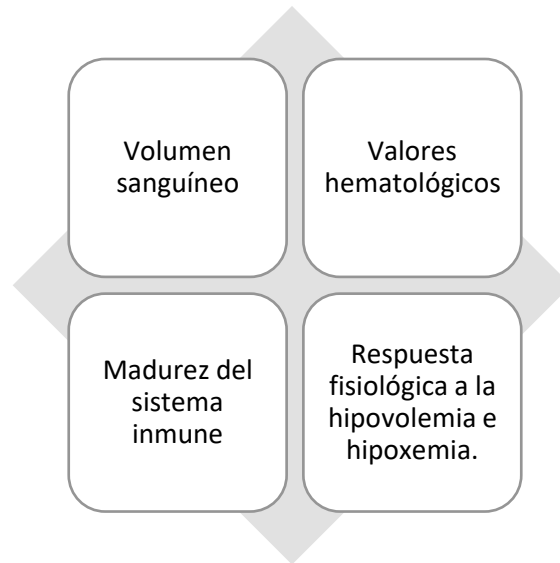 Volumen
sanguíneo
Valores
hematológicos
Madurez del
sistema
inmune
Respuesta
fisiológica a la
hipovolemia e
hipoxemia.